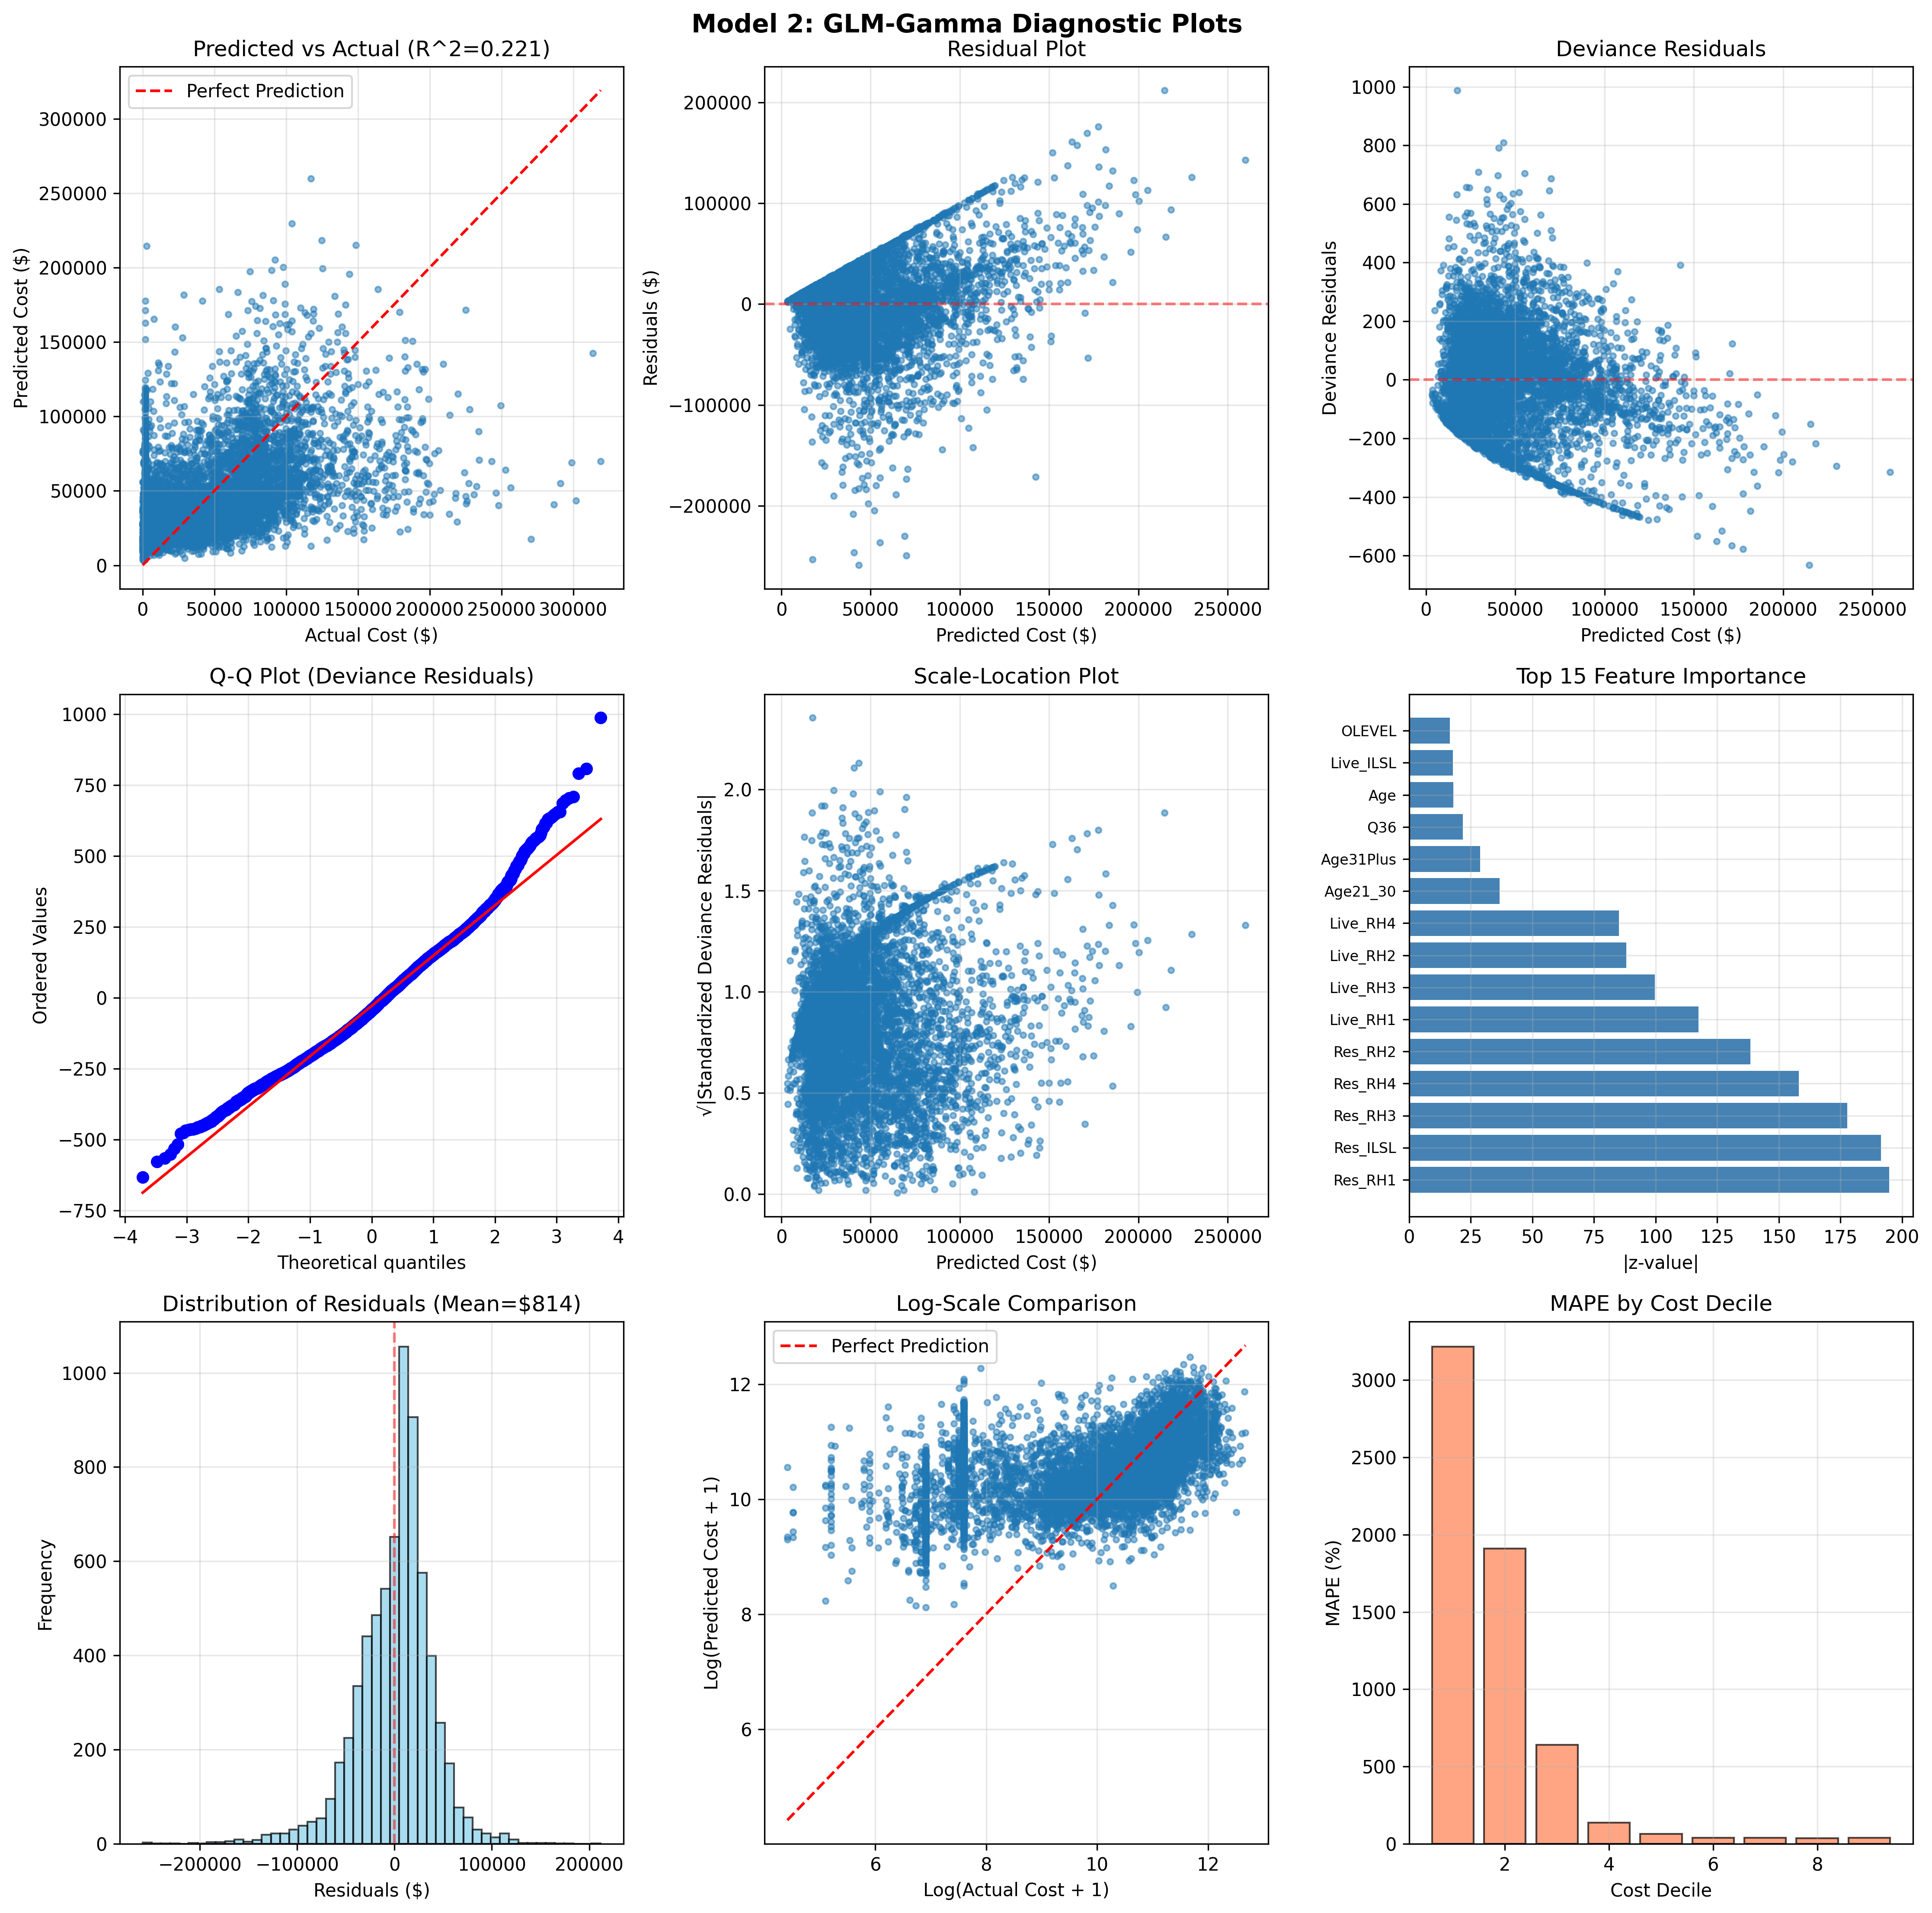 Model 2: GLM-Gamma Diagnostic Plots
Predicted vs Actual (R^2=0.221)
Perfect Prediction
300000
250000
200000
150000
100000
50000
0
Predicted Cost ($)
0 50000 100000 150000 200000 250000 300000
Actual Cost ($)
Residual Plot
200000
100000
0
−100000
−200000
Residuals ($)
0 50000 100000 150000 200000 250000
Predicted Cost ($)
Deviance Residuals
1000
800
600
400
200
0
−200
−400
−600
Deviance Residuals
0 50000 100000 150000 200000 250000
Predicted Cost ($)
Q-Q Plot (Deviance Residuals)
1000
750
500
250
0
−250
−500
−750
Ordered Values
−4 −3 −2 −1 0 1 2 3 4
Theoretical quantiles
Scale-Location Plot
2.0
1.5
1.0
0.5
0.0
√|Standardized Deviance Residuals|
0 50000 100000 150000 200000 250000
Predicted Cost ($)
Top 15 Feature Importance
OLEVEL
Live_ILSL
Age
Q36
Age31Plus
Age21_30
Live_RH4
Live_RH2
Live_RH3
Live_RH1
Res_RH2
Res_RH4
Res_RH3
Res_ILSL
Res_RH1
0 25 50 75 100 125 150 175 200
|z-value|
Distribution of Residuals (Mean=$814)
1000
800
600
400
200
0
Frequency
−200000 −100000 0 100000 200000
Residuals ($)
Log-Scale Comparison
Perfect Prediction
12
10
8
6
Log(Predicted Cost + 1)
6 8 10 12
Log(Actual Cost + 1)
MAPE by Cost Decile
3000
2500
2000
1500
1000
500
0
MAPE (%)
2 4 6 8
Cost Decile